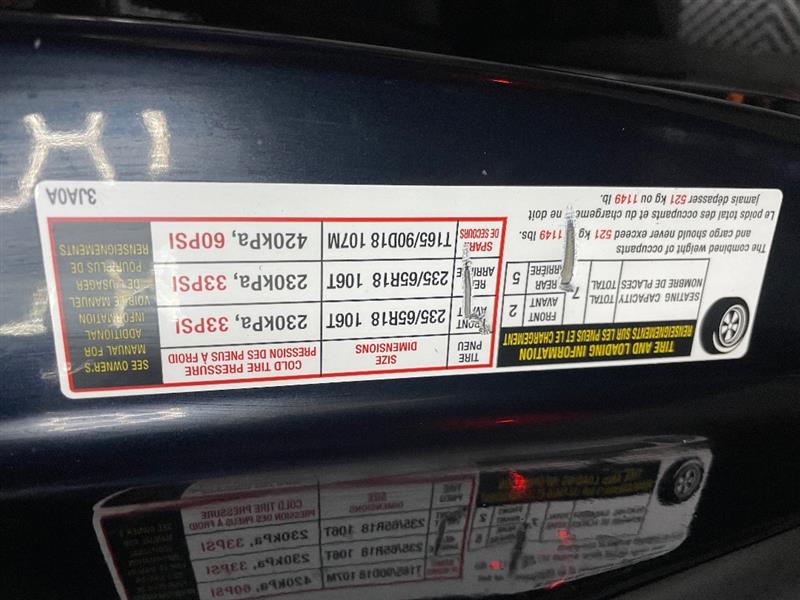 TIRE AND LOADING INFORMATION
RENSEIGNEMENTS SUR LES PNEUS ET LE CHARGEMENT
SEATING CAPACITY TOTAL 7 FRONT AVANT 2
NOMBRE DE PLACES TOTAL REAR ARRIÈRE 5
The combined weight of occupants
and cargo should never exceed 521 kg or 1149 lbs.
Le poids total des occupants et du chargement ne doit
jamais dépasser 521 kg ou 1149 lb.
TIRE PNEU
SIZE DIMENSIONS
COLD TIRE PRESSURE PRESSION DES PNEUS À FROID
FRONT AVANT
235/65R18 106T
230kPa, 33PSI
REAR ARRIÈRE
235/65R18 106T
230kPa, 33PSI
SPARE DE SECOURS
T165/90D18 107M
420kPa, 60PSI
SEE OWNER'S
MANUAL FOR
ADDITIONAL
INFORMATION
VOIR LE MANUEL
DE L'USAGER
POUR PLUS DE
RENSEIGNEMENTS
3JA0A